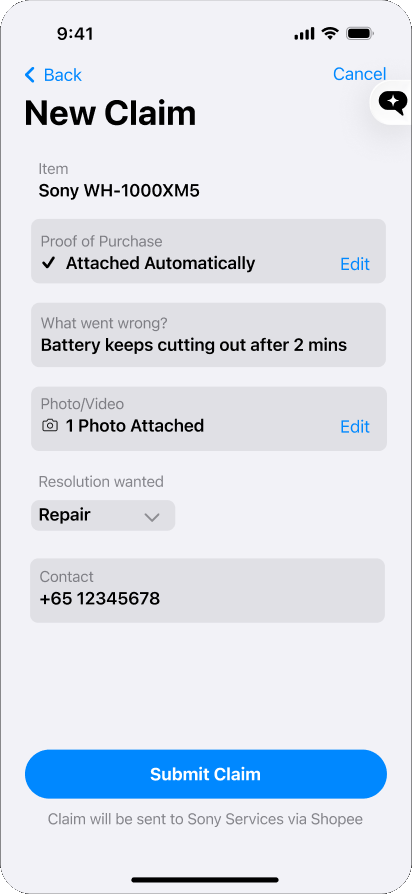 9:41
Back
Cancel
New Claim
Item
Sony WH-1000XM5
Proof of Purchase
Attached Automatically
Edit
What went wrong?
Battery keeps cutting out after 2 mins
Photo/Video
1 Photo Attached
Edit
Resolution wanted
Repair
Contact
+65 12345678
Submit Claim
Claim will be sent to Sony Services via Shopee